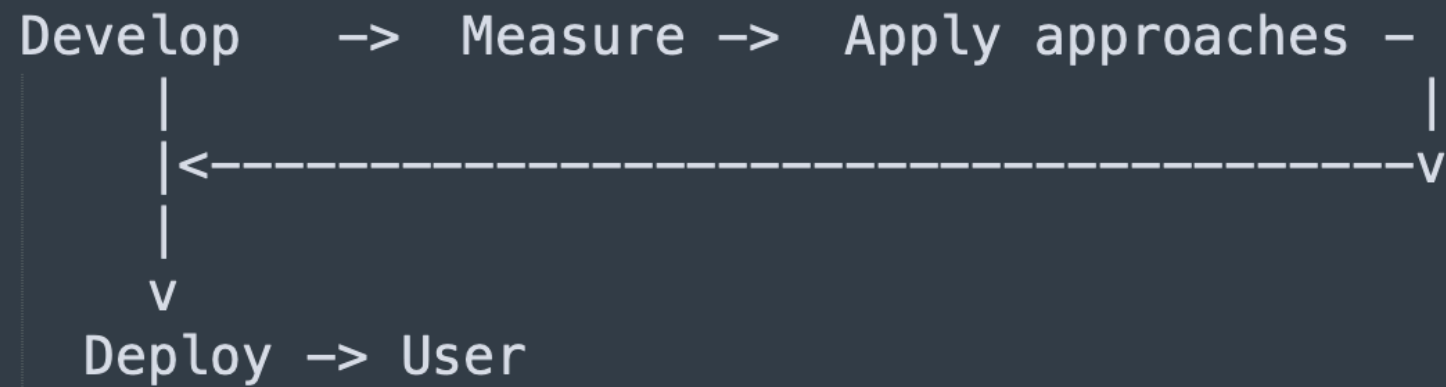 Develop   ->  Measure ->  Apply approaches -
    |                                       |
    |<--------------------------------------v
    |
    v
  Deploy -> User